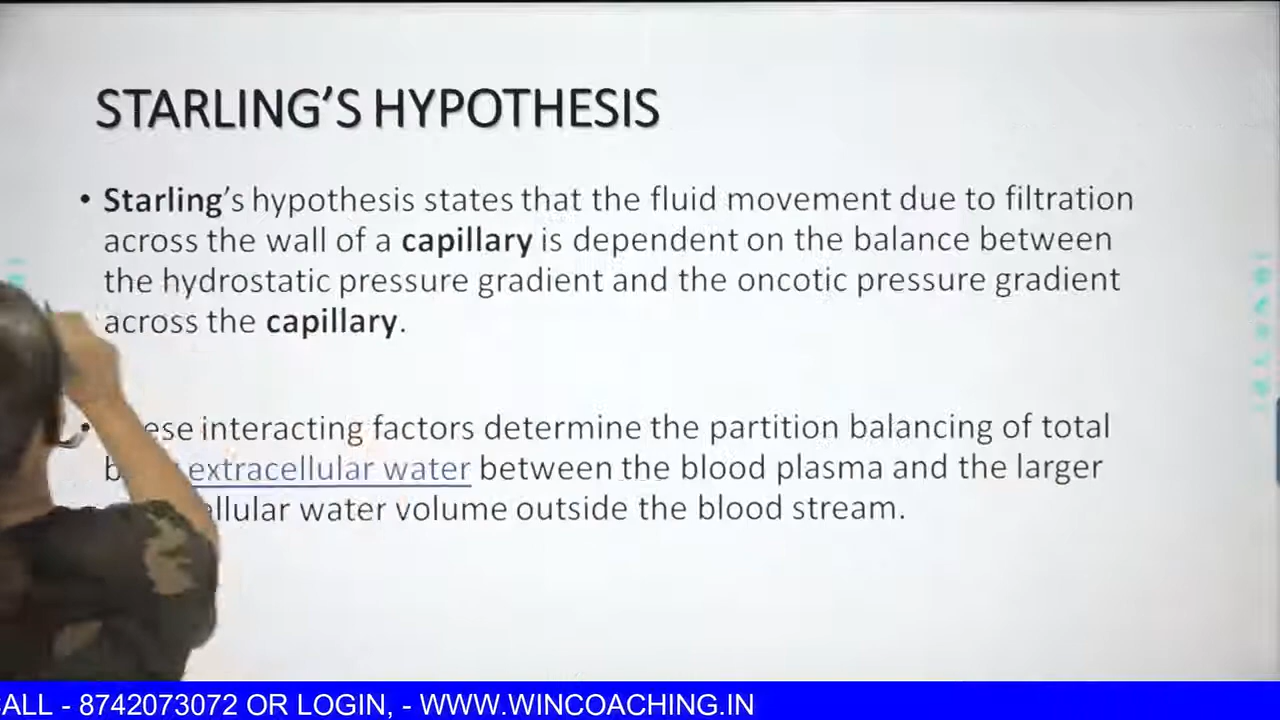 STARLING'S HYPOTHESIS
• Starling's hypothesis states that the fluid movement due to filtration
across the wall of a capillary is dependent on the balance between
the hydrostatic pressure gradient and the oncotic pressure gradient
across the capillary.
• interacting factors determine the partition balancing of total
extracellular water between the blood plasma and the larger
water volume outside the blood stream.
ALL - 8742073072 OR LOGIN, - WWW.WINCOACHING.IN